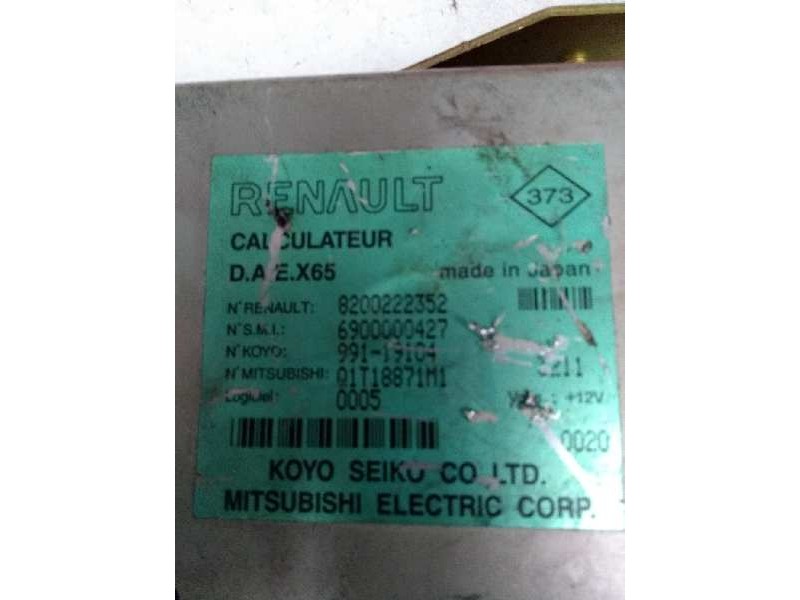 RENAULT
373
CALCULATEUR
D.A.E.X65
made in Japan
N°RENAULT: 8200222352
N°S.M.I.: 6900000427
N°KOYO: 991-19104
N°MITSUBISHI: Q1T18871M1
Logiciel: 0005
+12V
0020
KOYO SEIKO CO.,LTD.
MITSUBISHI ELECTRIC CORP.